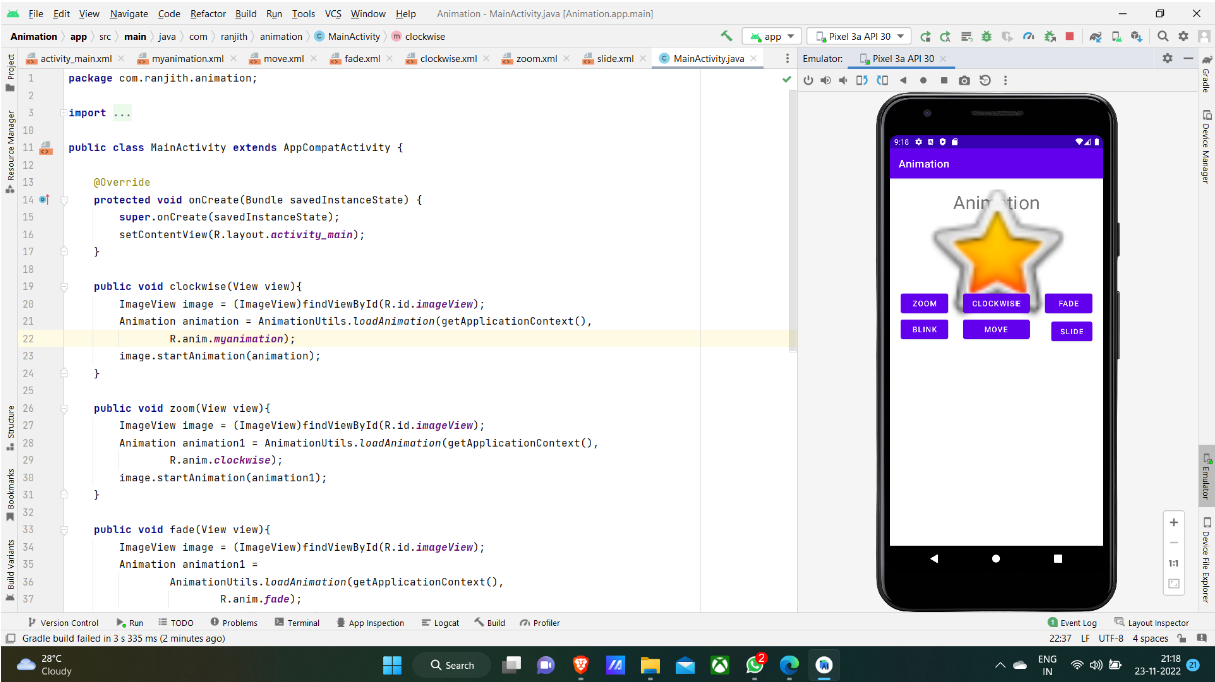 File Edit View Navigate Code Refactor Build Run Tools VCS Window Help Animation - MainActivity.java [Animation.app.main]
Animation app src main java com ranjith animation MainActivity clockwise app Pixel 3a API 30
activity_main.xml myanimation.xml move.xml fade.xml clockwise.xml zoom.xml slide.xml MainActivity.java Emulator: Pixel 3a API 30
Project
Resource Manager
Structure
Bookmarks
Build Variants
1 package com.ranjith.animation;
2
3 import ...
10
11 public class MainActivity extends AppCompatActivity {
12
13 @Override
14 protected void onCreate(Bundle savedInstanceState) {
15 super.onCreate(savedInstanceState);
16 setContentView(R.layout.activity_main);
17 }
18
19 public void clockwise(View view){
20 ImageView image = (ImageView)findViewById(R.id.imageView);
21 Animation animation = AnimationUtils.loadAnimation(getApplicationContext(),
22 R.anim.myanimation);
23 image.startAnimation(animation);
24 }
25
26 public void zoom(View view){
27 ImageView image = (ImageView)findViewById(R.id.imageView);
28 Animation animation1 = AnimationUtils.loadAnimation(getApplicationContext(),
29 R.anim.clockwise);
30 image.startAnimation(animation1);
31 }
32
33 public void fade(View view){
34 ImageView image = (ImageView)findViewById(R.id.imageView);
35 Animation animation1 =
36 AnimationUtils.loadAnimation(getApplicationContext(),
37 R.anim.fade);
9:18
Animation
Animation
ZOOM CLOCKWISE FADE
BLINK MOVE SLIDE
1:1
Gradle
Device Manager
Emulator
Device File Explorer
Version Control Run TODO Problems Terminal App Inspection Logcat Build Profiler 1 Event Log Layout Inspector
Gradle build failed in 3 s 335 ms (2 minutes ago) 22:37 LF UTF-8 4 spaces
28°C
Cloudy
Search
2
ENG
IN
21:18
23-11-2022
21